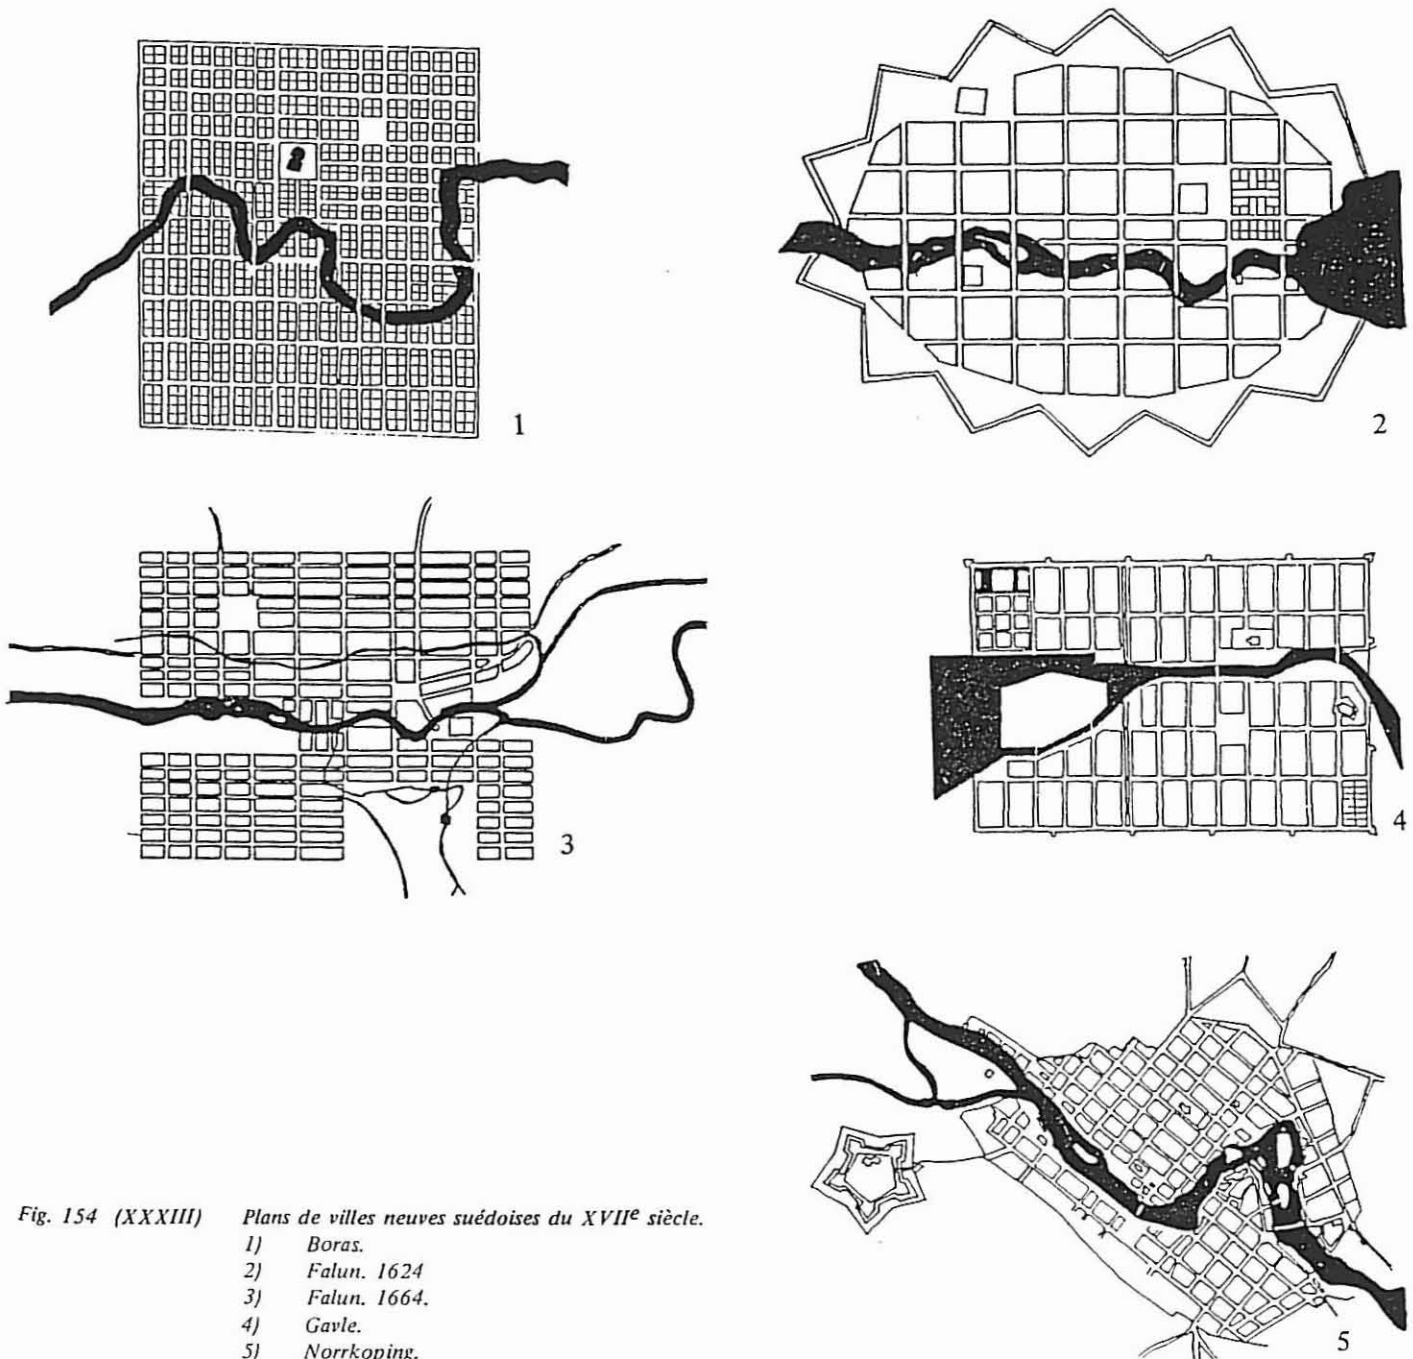 1
2
3
4
5
Fig. 154 (XXXIII) Plans de villes neuves suédoises du XVIIe siècle.
1) Boras.
2) Falun. 1624
3) Falun. 1664.
4) Gavle.
5) Norrkoping.